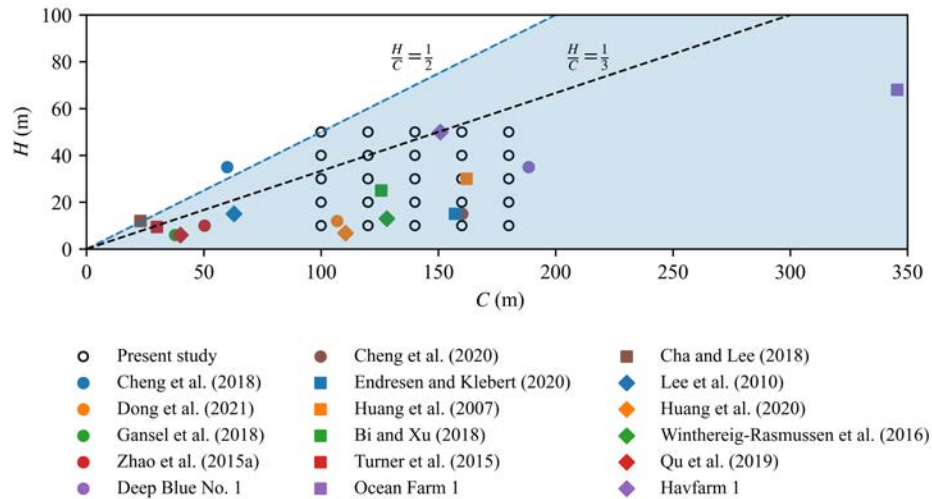 100
80
60
40
20
0
H (m)
H/C = 1/2
H/C = 1/3
0 50 100 150 200 250 300 350
C (m)
Present study Cheng et al. (2020) Cha and Lee (2018)
Cheng et al. (2018) Endresen and Klebert (2020) Lee et al. (2010)
Dong et al. (2021) Huang et al. (2007) Huang et al. (2020)
Gansel et al. (2018) Bi and Xu (2018) Winthereig-Rasmussen et al. (2016)
Zhao et al. (2015a) Turner et al. (2015) Qu et al. (2019)
Deep Blue No. 1 Ocean Farm 1 Havfarm 1